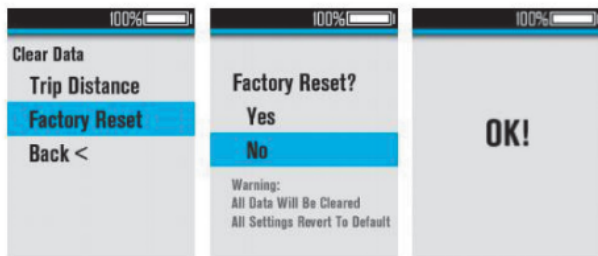 100%
Clear Data
Trip Distance
Factory Reset
Back <
100%
Factory Reset?
Yes
No
Warning:
All Data Will Be Cleared
All Settings Revert To Default
100%
OK!